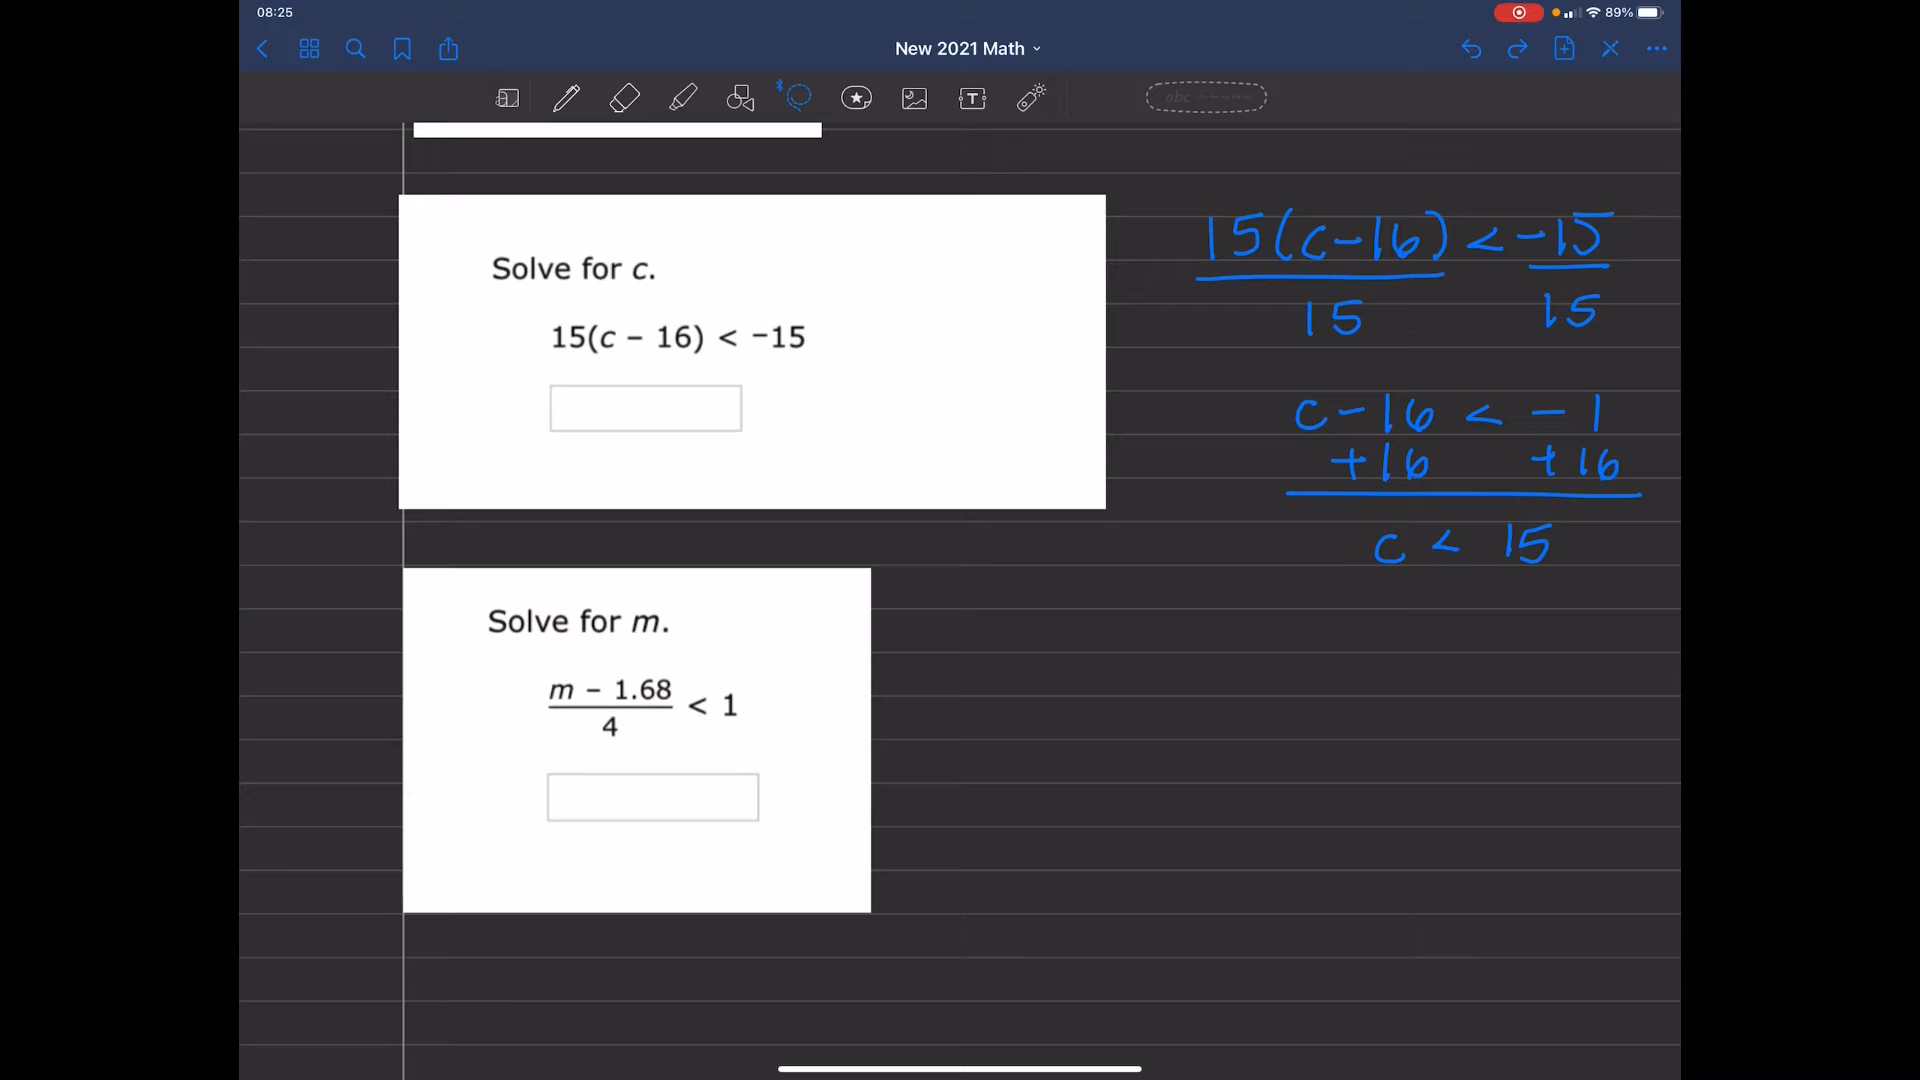 08:25
89%
New 2021 Math
T
abc
Solve for c.
15(c – 16) < −15
15(c-16) < -15
15 15
c-16 < -1
+16 +16
c < 15
Solve for m.
m – 1.68
< 1
4